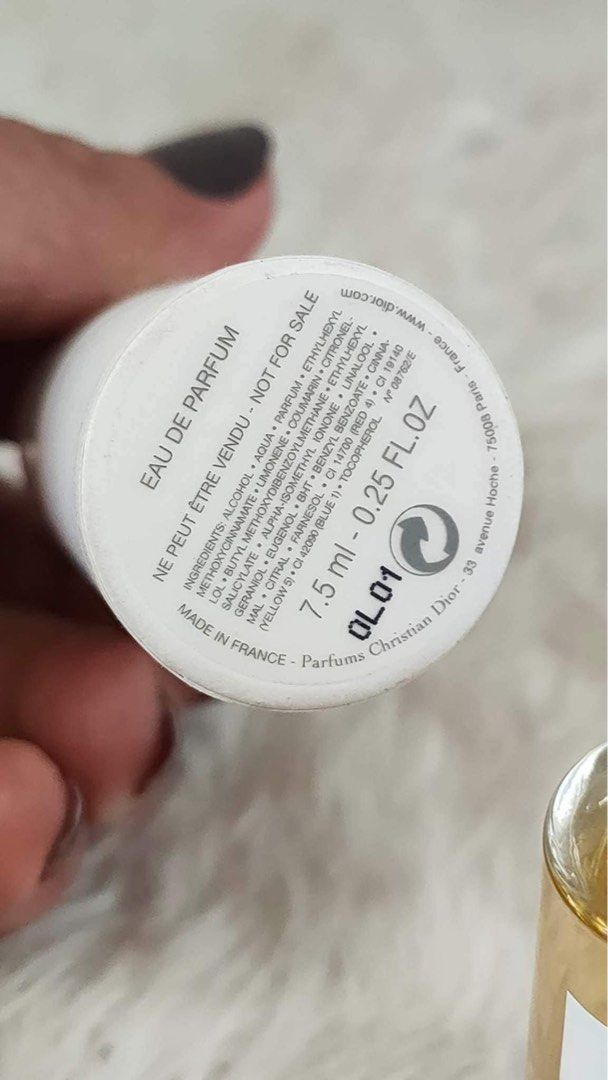 EAU DE PARFUM
NE PEUT ÊTRE VENDU - NOT FOR SALE
INGREDIENTS: ALCOHOL • AQUA • PARFUM • ETHYLHEXYL
METHOXYCINNAMATE • LIMONENE • COUMARIN • CITRONEL-
LOL • BUTYL METHOXYDIBENZOYLMETHANE • ETHYLHEXYL
SALICYLATE • ALPHA-ISOMETHYL IONONE • LINALOOL •
GERANIOL • EUGENOL • BHT • BENZYL BENZOATE • CINNA-
MAL • CITRAL • FARNESOL • CI 14700 (RED 4) • CI 19140
(YELLOW 5) • CI 42090 (BLUE 1) • TOCOPHEROL N° 08762/E
7.5 ml - 0.25 FL.OZ
0L01
MADE IN FRANCE - Parfums Christian Dior - 33 avenue Hoche - 75008 Paris - France - www.dior.com